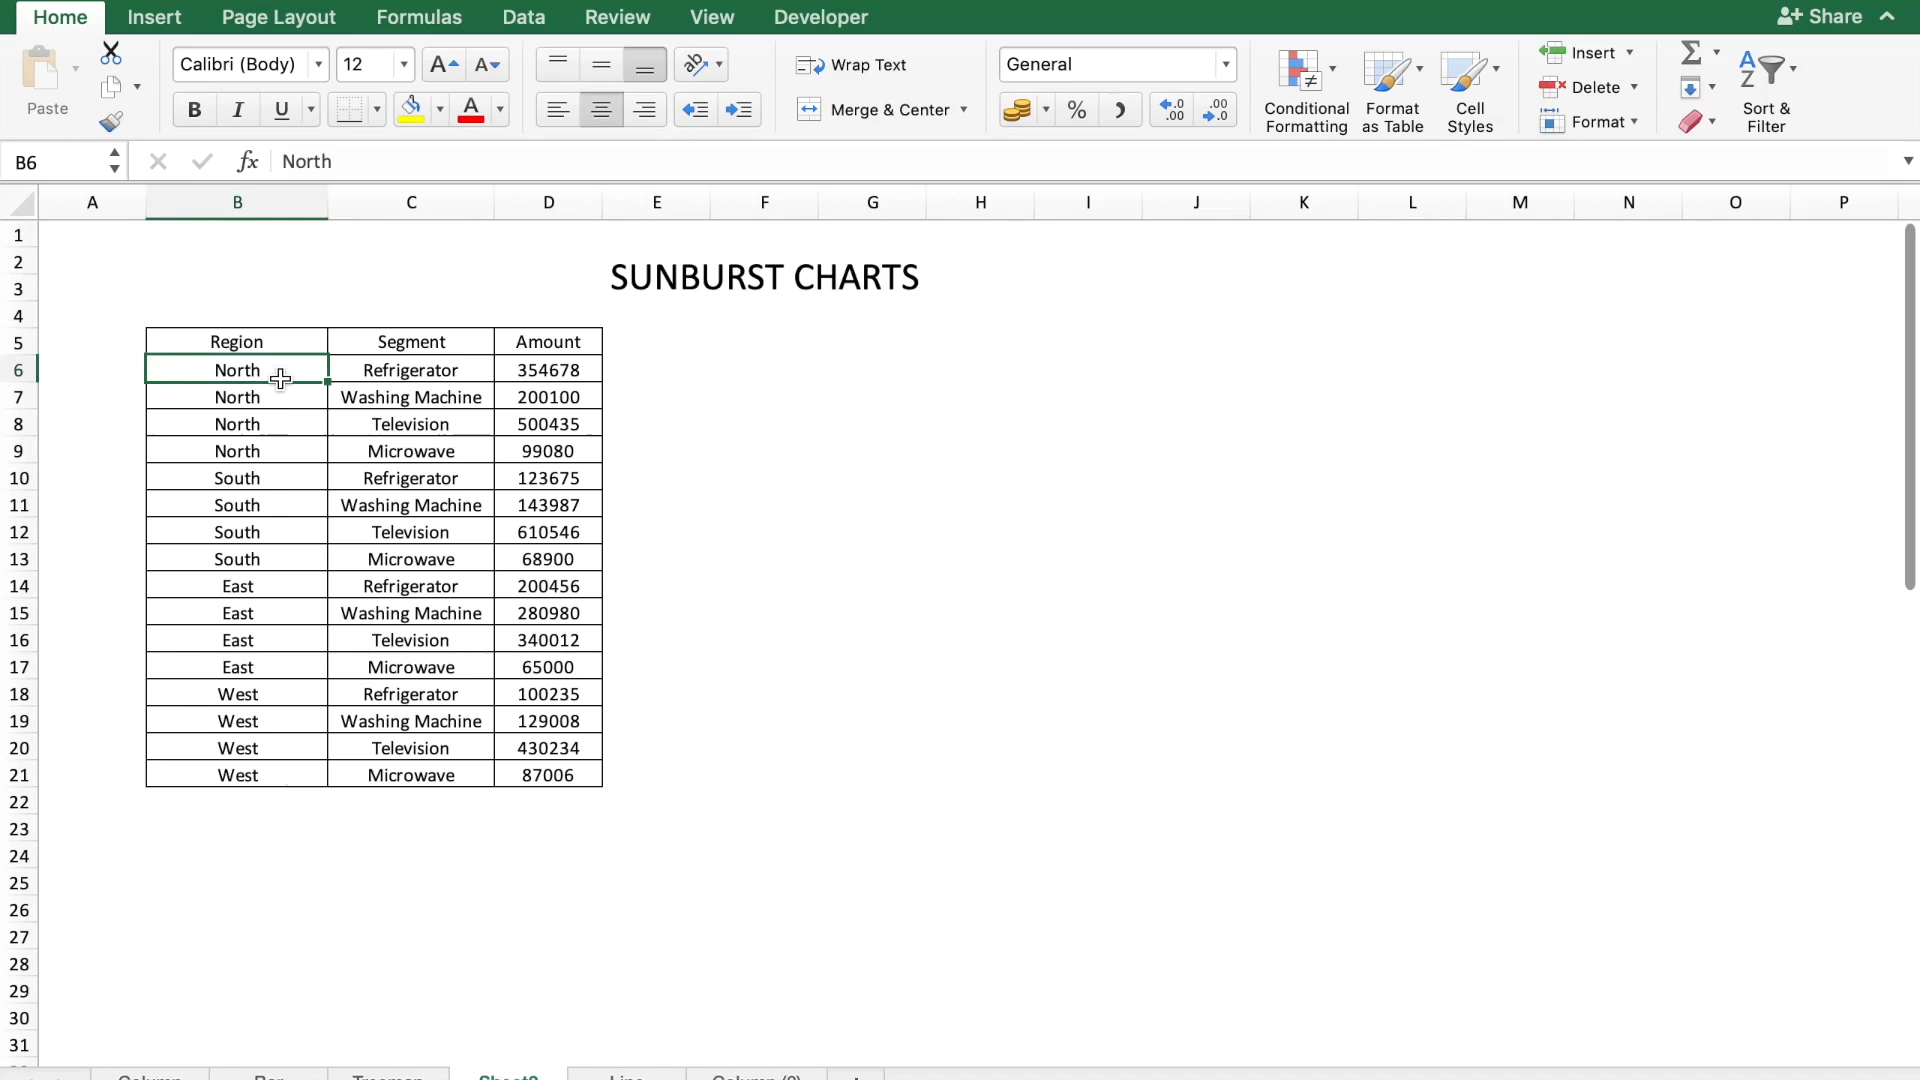 Home Insert Page Layout Formulas Data Review View Developer Share
Calibri (Body) 12 A A ab Wrap Text General
Paste B I U A Merge & Center % .0 .00 .00 .0 Conditional Formatting Format as Table Cell Styles Insert Delete Format Σ A Z Sort & Filter
B6 fx North
A B C D E F G H I J K L M N O P
1
2 SUNBURST CHARTS
3
4
5 Region Segment Amount
6 North Refrigerator 354678
7 North Washing Machine 200100
8 North Television 500435
9 North Microwave 99080
10 South Refrigerator 123675
11 South Washing Machine 143987
12 South Television 610546
13 South Microwave 68900
14 East Refrigerator 200456
15 East Washing Machine 280980
16 East Television 340012
17 East Microwave 65000
18 West Refrigerator 100235
19 West Washing Machine 129008
20 West Television 430234
21 West Microwave 87006
22
23
24
25
26
27
28
29
30
31